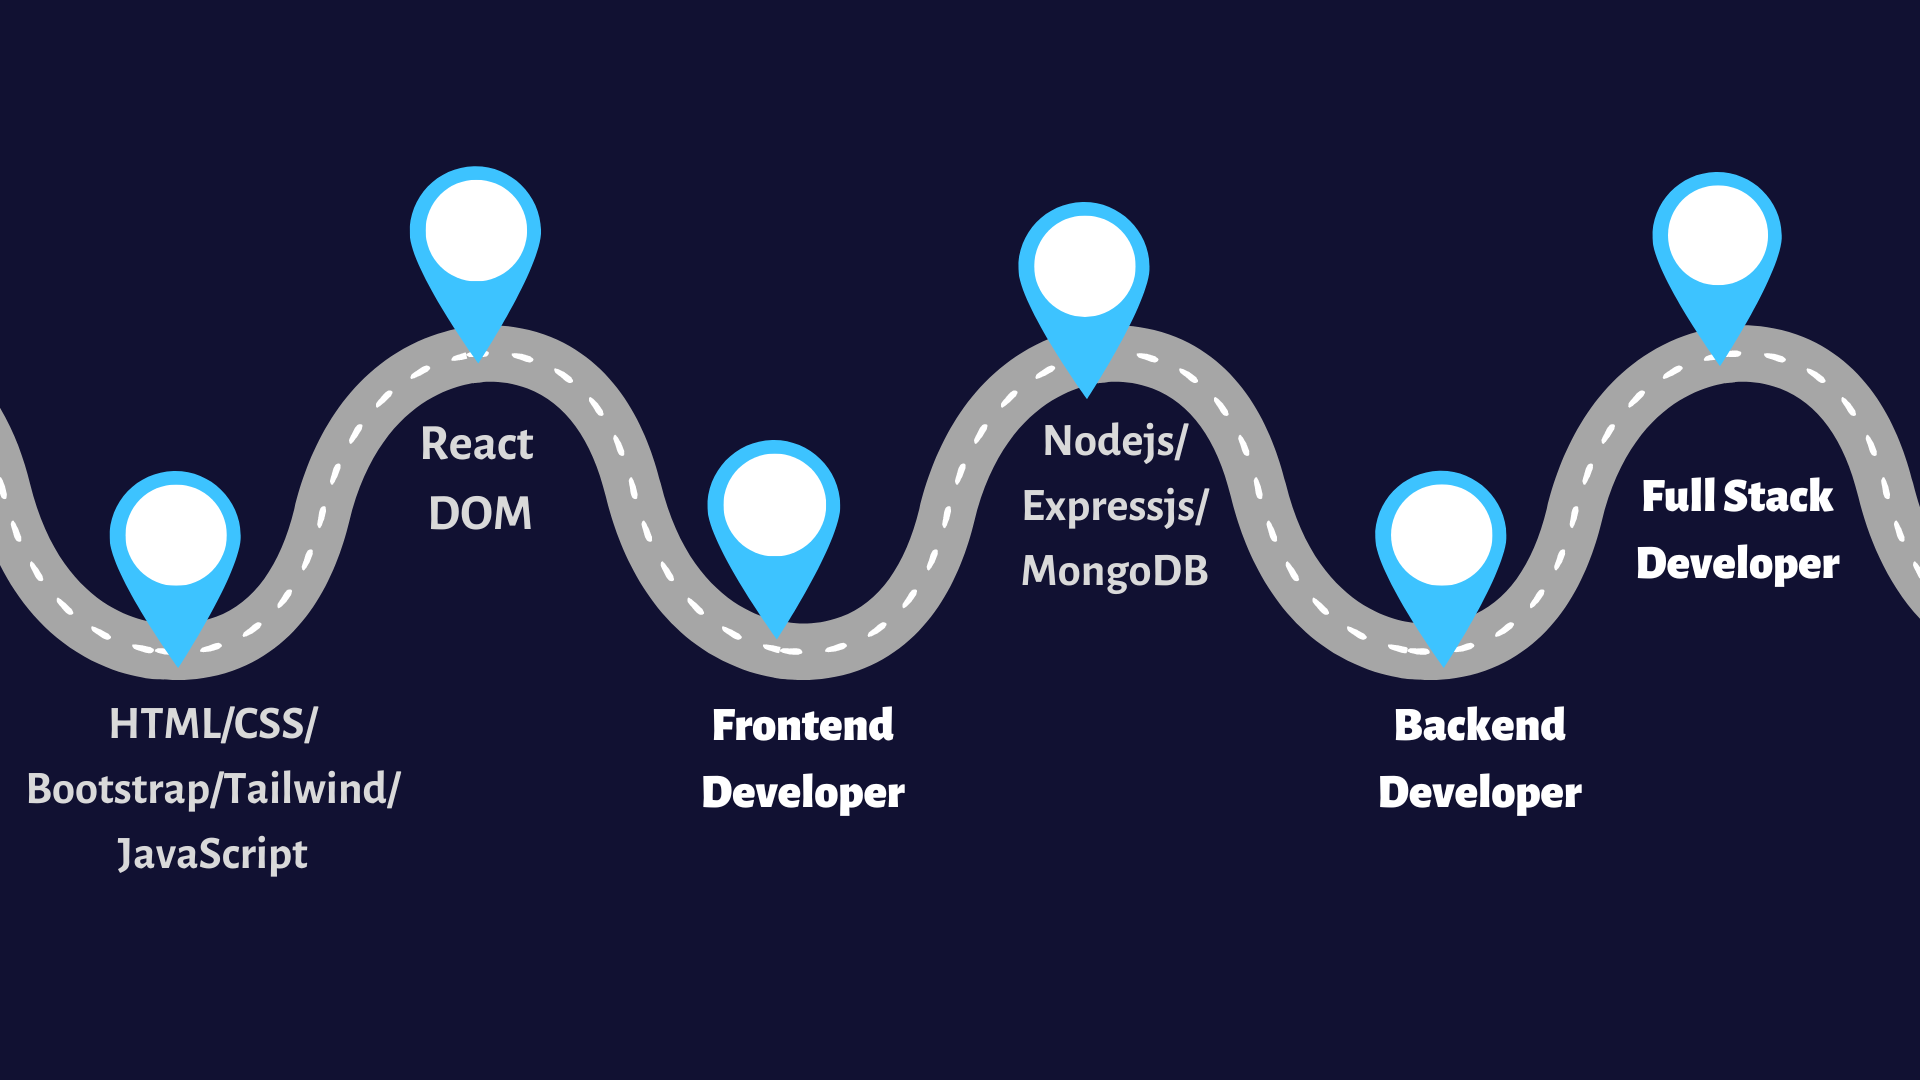 HTML/CSS/
Bootstrap/Tailwind/
JavaScript
React
DOM
Frontend
Developer
Nodejs/
Expressjs/
MongoDB
Backend
Developer
Full Stack
Developer